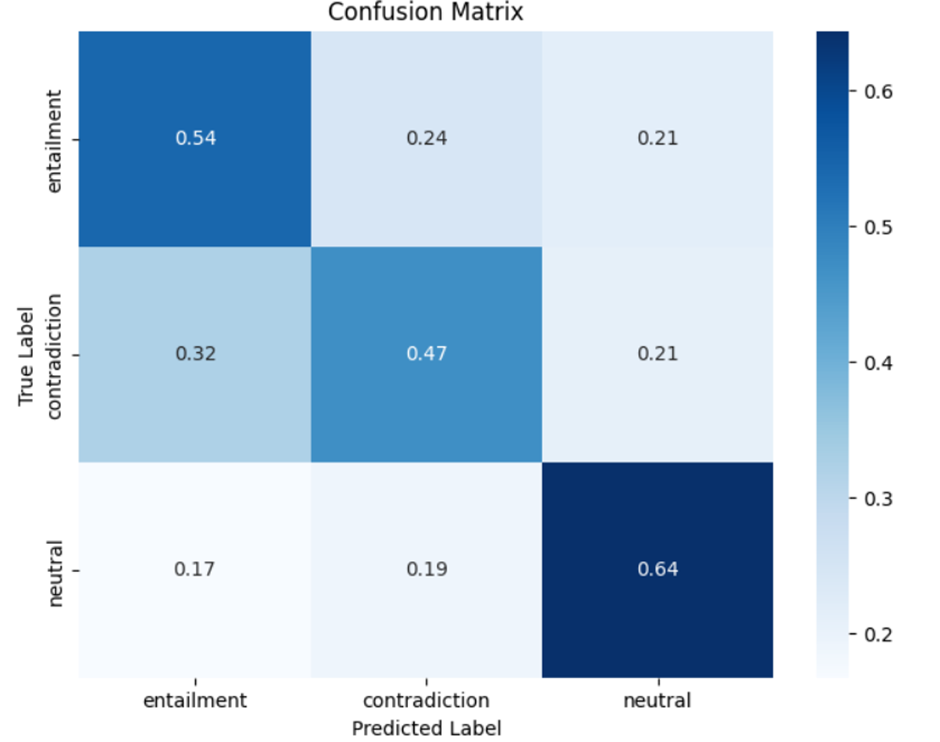 Confusion Matrix
True Label
entailment
0.54 0.24 0.21
contradiction
0.32 0.47 0.21
neutral
0.17 0.19 0.64
entailment contradiction neutral
Predicted Label
0.6
0.5
0.4
0.3
0.2